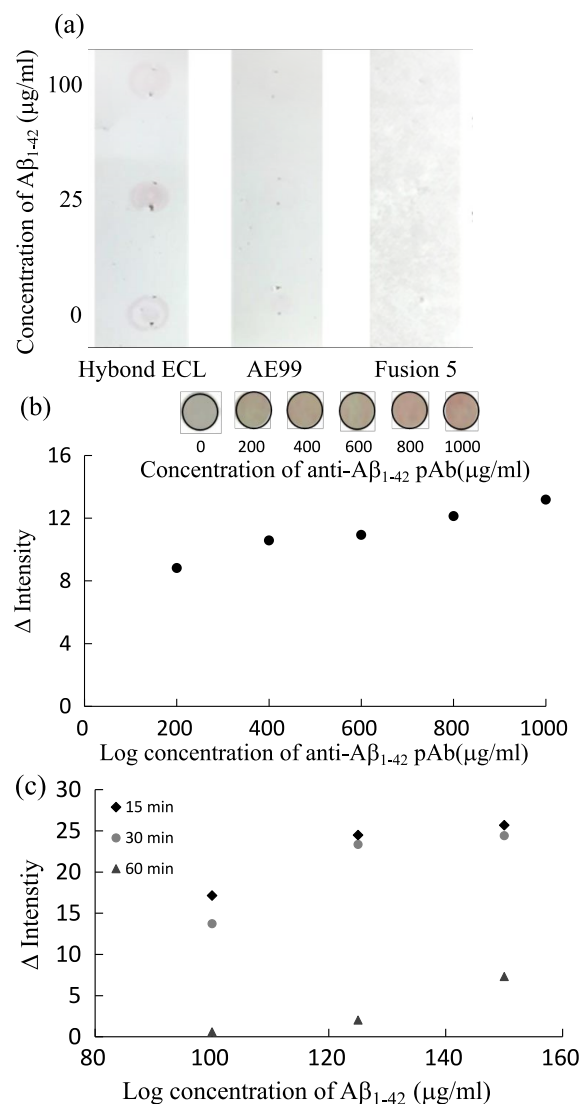 (a)
Concentration of Aβ1-42 (μg/ml)
100
25
0
Hybond ECL AE99 Fusion 5
(b)
0 200 400 600 800 1000
Concentration of anti-Aβ1-42 pAb(μg/ml)
16
12
8
4
0
Δ Intensity
0 200 400 600 800 1000
Log concentration of anti-Aβ1-42 pAb(μg/ml)
(c)
30
25
20
15
10
5
0
Δ Intenstiy
15 min
30 min
60 min
80 100 120 140 160
Log concentration of Aβ1-42 (μg/ml)